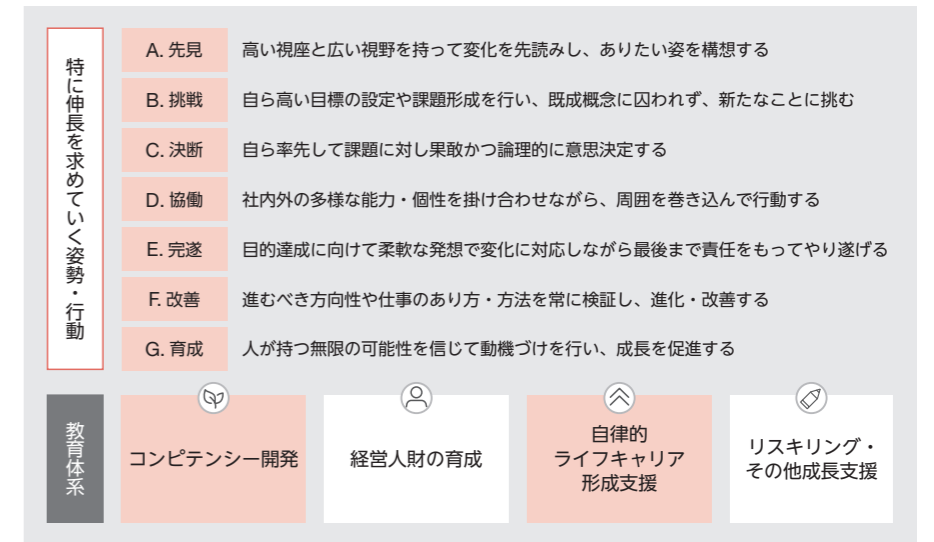 特に伸長を求めていく姿勢・行動
A. 先見
高い視座と広い視野を持って変化を先読みし、ありたい姿を構想する
B. 挑戦
自ら高い目標の設定や課題形成を行い、既成概念に囚われず、新たなことに挑む
C. 決断
自ら率先して課題に対し果敢かつ論理的に意思決定する
D. 協働
社内外の多様な能力・個性を掛け合わせながら、周囲を巻き込んで行動する
E. 完遂
目的達成に向けて柔軟な発想で変化に対応しながら最後まで責任をもってやり遂げる
F. 改善
進むべき方向性や仕事のあり方・方法を常に検証し、進化・改善する
G. 育成
人が持つ無限の可能性を信じて動機づけを行い、成長を促進する
教育体系
コンピテンシー開発
経営人財の育成
自律的
ライフキャリア
形成支援
リスキリング・
その他成長支援